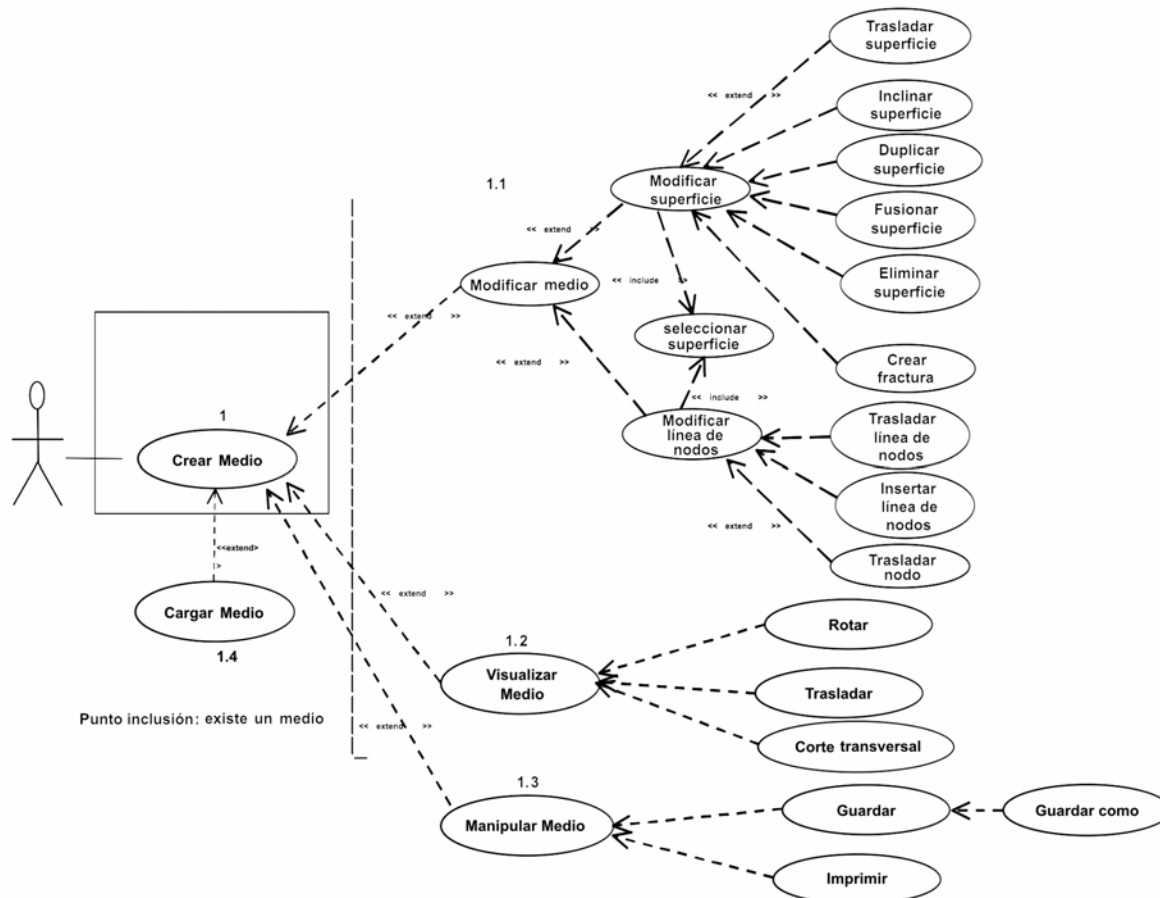 Trasladar
superficie
<< extend >>
Inclinar
superficie
Duplicar
superficie
1.1
Modificar
superficie
Fusionar
superficie
<< extend >>
Eliminar
superficie
Modificar medio
<< include >>
<< extend >>
seleccionar
superficie
<< extend >>
Crear
fractura
<< include >>
1
Crear Medio
Modificar
línea de
nodos
Trasladar
línea de
nodos
Insertar
línea de
nodos
<< extend >>
Trasladar
nodo
<<extend>
>
Cargar Medio
1.4
<< extend >>
1.2
Visualizar
Medio
Rotar
Trasladar
Corte transversal
Punto inclusión: existe un medio
<< extend >>
1.3
Manipular Medio
Guardar
Guardar como
Imprimir